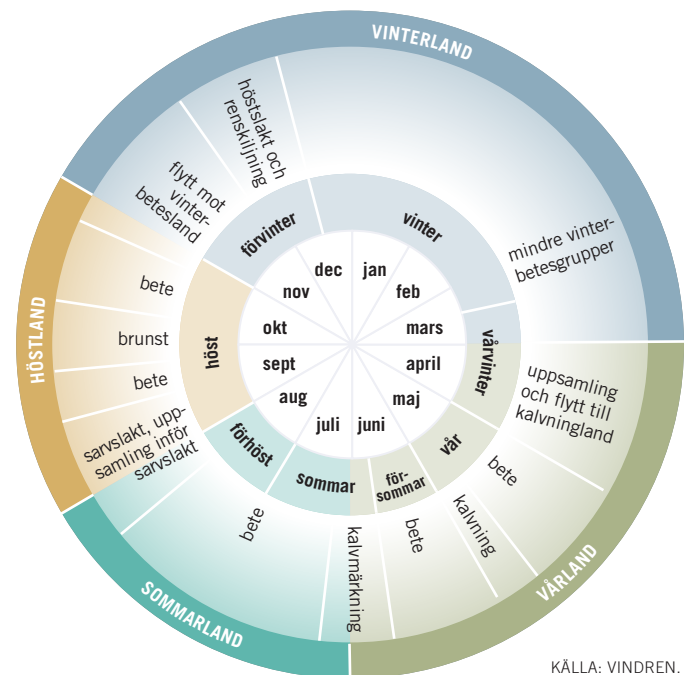 VINTERLAND
höstslakt och
renskiljning
flytt mot
vinter-
betesland
mindre vinter-
betesgrupper
förvinter
vinter
vårvinter
vår
för-
sommar
sommar
förhöst
höst
jan
feb
mars
april
maj
juni
juli
aug
sept
okt
nov
dec
HÖSTLAND
bete
brunst
bete
sarvslakt, upp-
samling inför
sarvslakt
uppsamling
och flytt till
kalvningland
bete
kalvning
bete
kalvmärkning
bete
VÅRLAND
SOMMARLAND
KÄLLA: VINDREN.